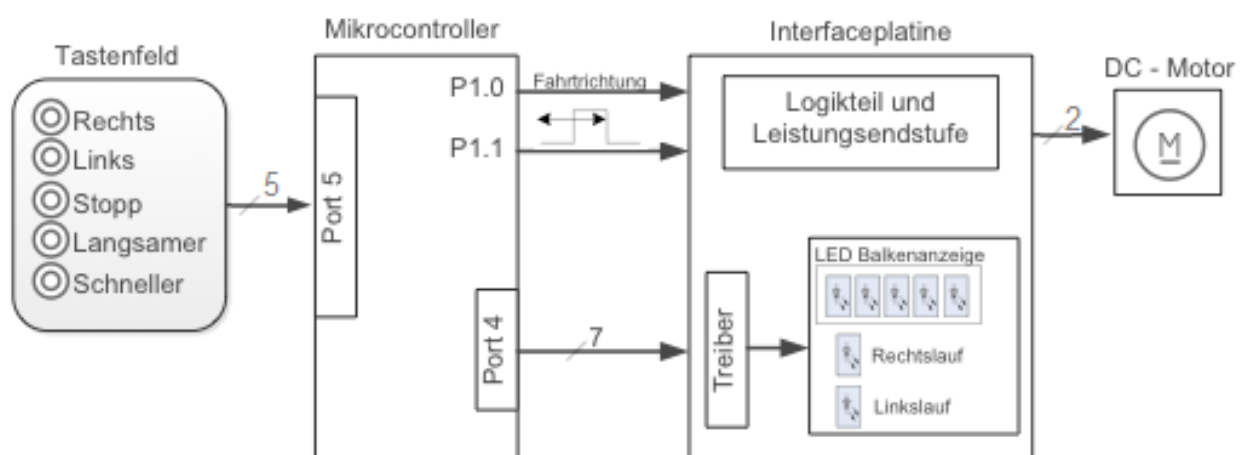 Tastenfeld
Rechts
Links
Stopp
Langsamer
Schneller
5
Mikrocontroller
Port 5
P1.0
P1.1
Port 4
Fahrtrichtung
7
Interfaceplatine
Logikteil und
Leistungsendstufe
Treiber
LED Balkenanzeige
Rechtslauf
Linkslauf
2
DC - Motor
M